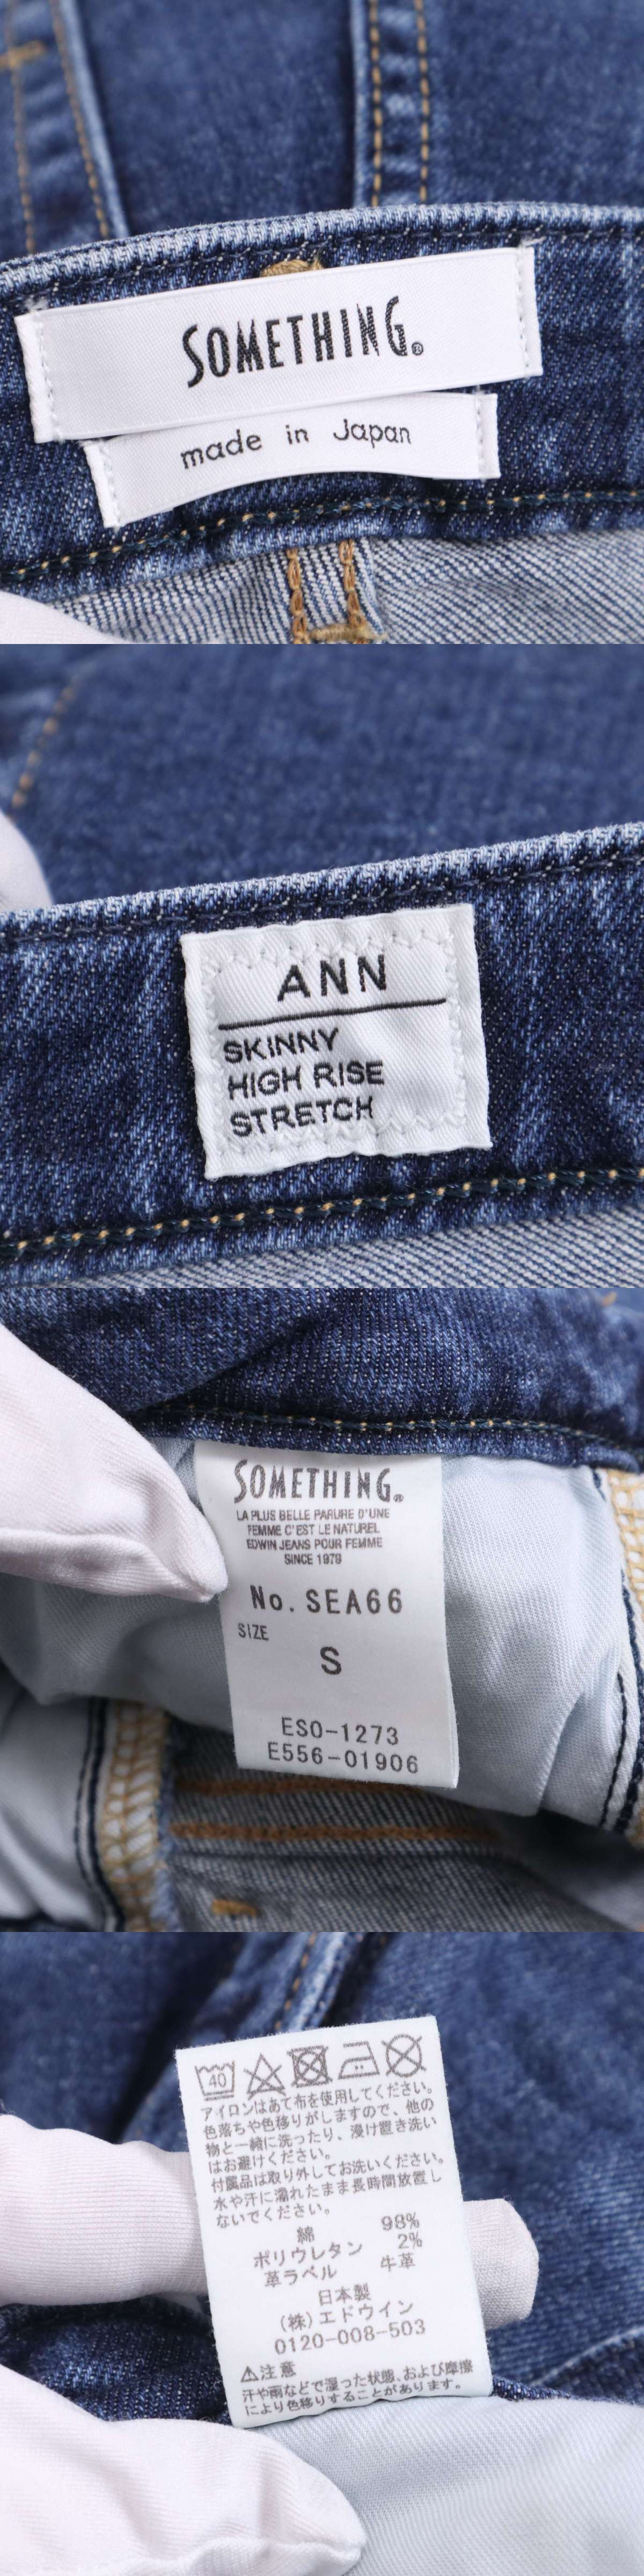 SOMETHING®
made in Japan
ANN
SKINNY
HIGH RISE
STRETCH
SOMETHING®
LA PLUS BELLE PARURE D'UNE
FEMME C'EST LE NATUREL
EDWIN JEANS POUR FEMME
SINCE 1979
No. SEA66
SIZE
S
ESO-1273
E556-01906
40
アイロンはあて布を使用してください。
色落ちや色移りがしますので、他の
物と一緒に洗ったり、浸け置き洗い
はお避けください。
付属品は取り外してお洗いください。
水や汗に濡れたまま長時間放置し
ないでください。
綿 98%
ポリウレタン 2%
革ラベル 牛革
日本製
(株)エドウイン
0120-008-503
⚠注意
汗や雨などで湿った状態、および摩擦
により色移りすることがあります。